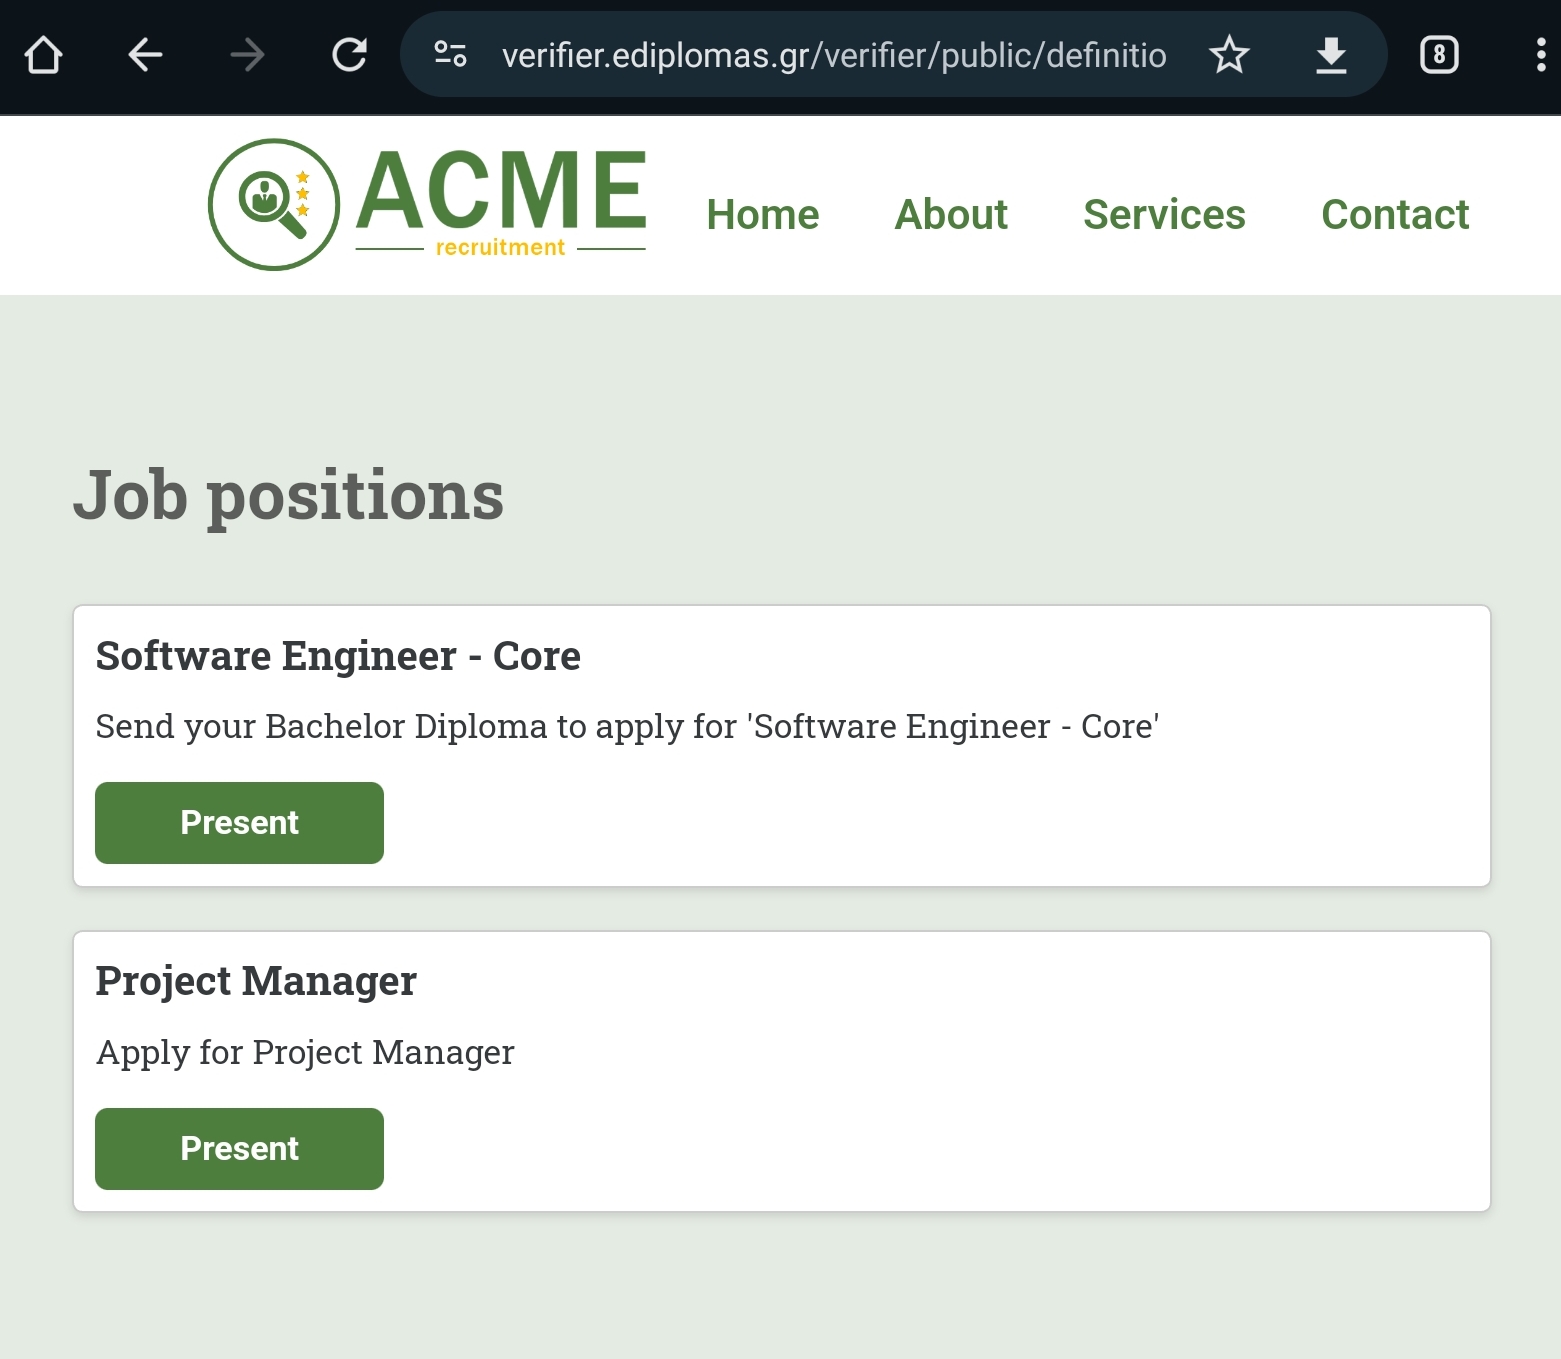 verifier.ediplomas.gr/verifier/public/definitio
8
ACME
recruitment
Home About Services Contact
Job positions
Software Engineer - Core
Send your Bachelor Diploma to apply for 'Software Engineer - Core'
Present
Project Manager
Apply for Project Manager
Present